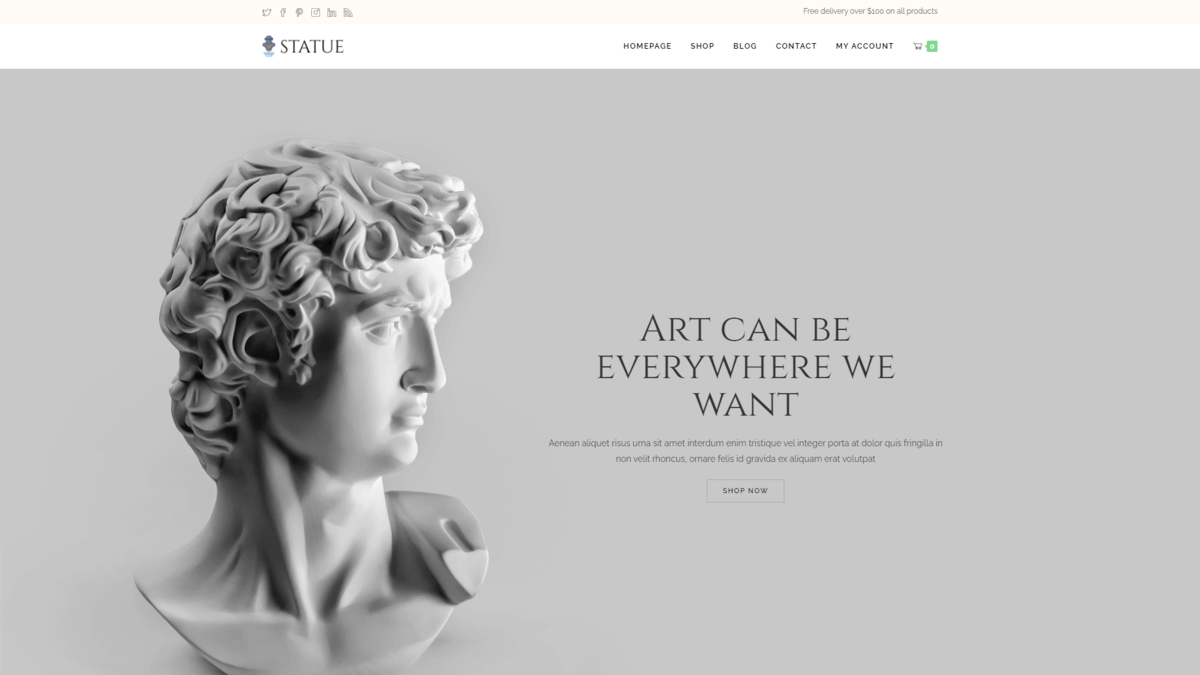 Free delivery over $100 on all products
STATUE
HOMEPAGE SHOP BLOG CONTACT MY ACCOUNT 0
Art can be
everywhere we
want
Aenean aliquet risus urna sit amet interdum enim tristique vel integer porta at dolor quis fringilla in
non velit rhoncus, ornare felis id gravida ex aliquam erat volutpat
SHOP NOW